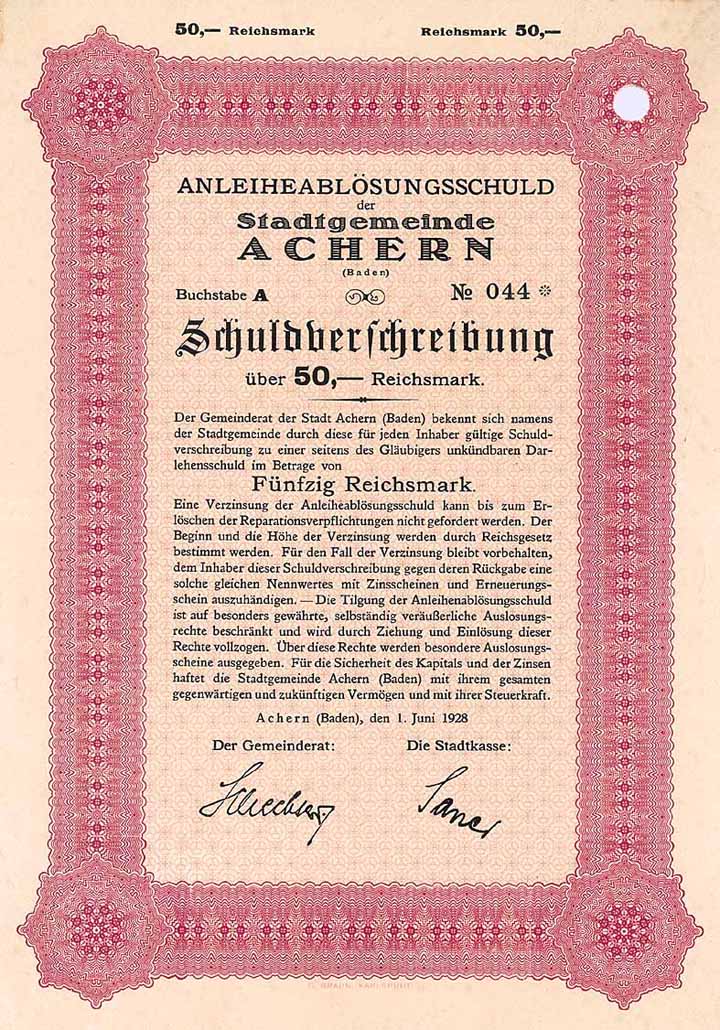 50,— Reichsmark Reichsmark 50,—
ANLEIHEABLÖSUNGSSCHULD
der
Stadtgemeinde
ACHERN
(Baden)
Buchstabe A № 044 *
Schuldverschreibung
über 50,— Reichsmark.
Der Gemeinderat der Stadt Achern (Baden) bekennt sich namens
der Stadtgemeinde durch diese für jeden Inhaber gültige Schuld-
verschreibung zu einer seitens des Gläubigers unkündbaren Dar-
lehensschuld im Betrage von
Fünfzig Reichsmark.
Eine Verzinsung der Anleiheablösungsschuld kann bis zum Er-
löschen der Reparationsverpflichtungen nicht gefordert werden. Der
Beginn und die Höhe der Verzinsung werden durch Reichsgesetz
bestimmt werden. Für den Fall der Verzinsung bleibt vorbehalten,
dem Inhaber dieser Schuldverschreibung gegen deren Rückgabe eine
solche gleichen Nennwertes mit Zinsscheinen und Erneuerungs-
schein auszuhändigen. — Die Tilgung der Anleihenablösungsschuld
ist auf besonders gewährte, selbständig veräußerliche Auslosungs-
rechte beschränkt und wird durch Ziehung und Einlösung dieser
Rechte vollzogen. Über diese Rechte werden besondere Auslosungs-
scheine ausgegeben. Für die Sicherheit des Kapitals und der Zinsen
haftet die Stadtgemeinde Achern (Baden) mit ihrem gesamten
gegenwärtigen und zukünftigen Vermögen und mit ihrer Steuerkraft.
Achern (Baden), den 1. Juni 1928
Der Gemeinderat: Die Stadtkasse:
G. BRAUN, KARLSRUHE